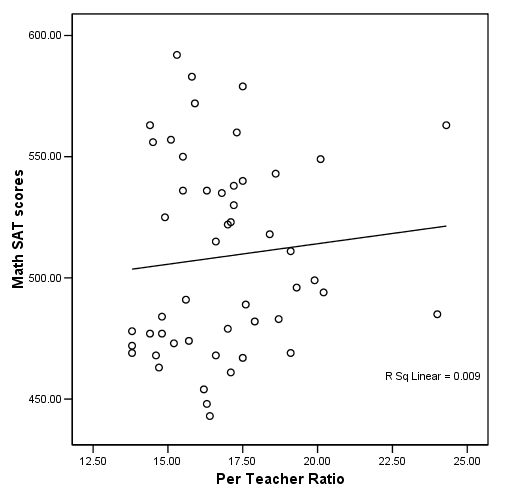 600.00
550.00
500.00
450.00
Math SAT scores
R Sq Linear = 0.009
12.50 15.00 17.50 20.00 22.50 25.00
Per Teacher Ratio